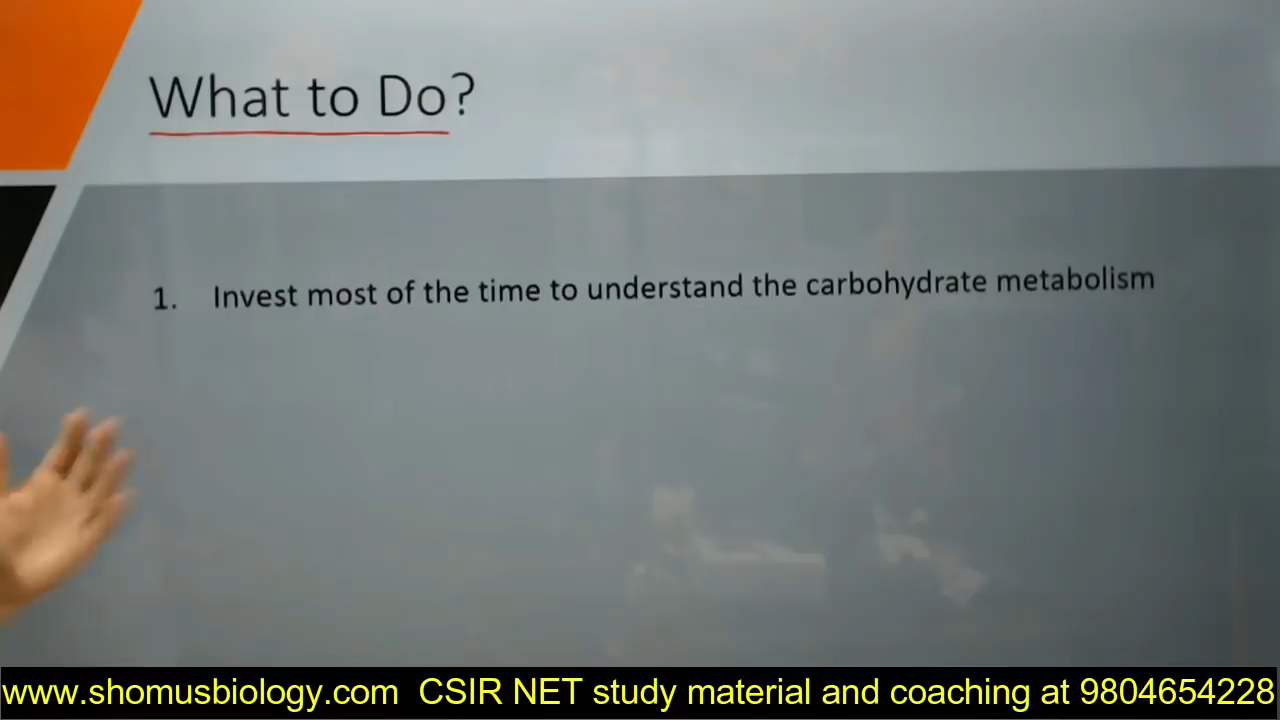 What to Do?
1. Invest most of the time to understand the carbohydrate metabolism
www.shomusbiology.com CSIR NET study material and coaching at 9804654228